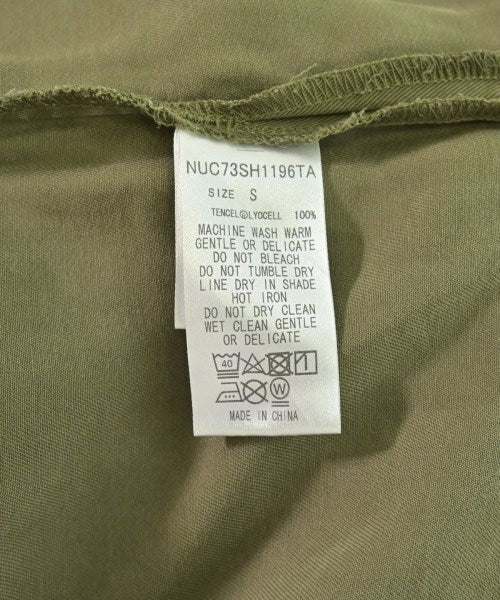 NUC73SH1196TA
SIZE S
TENCEL©LYOCELL 100%
MACHINE WASH WARM
GENTLE OR DELICATE
DO NOT BLEACH
DO NOT TUMBLE DRY
LINE DRY IN SHADE
HOT IRON
DO NOT DRY CLEAN
WET CLEAN GENTLE
OR DELICATE
40
W
MADE IN CHINA